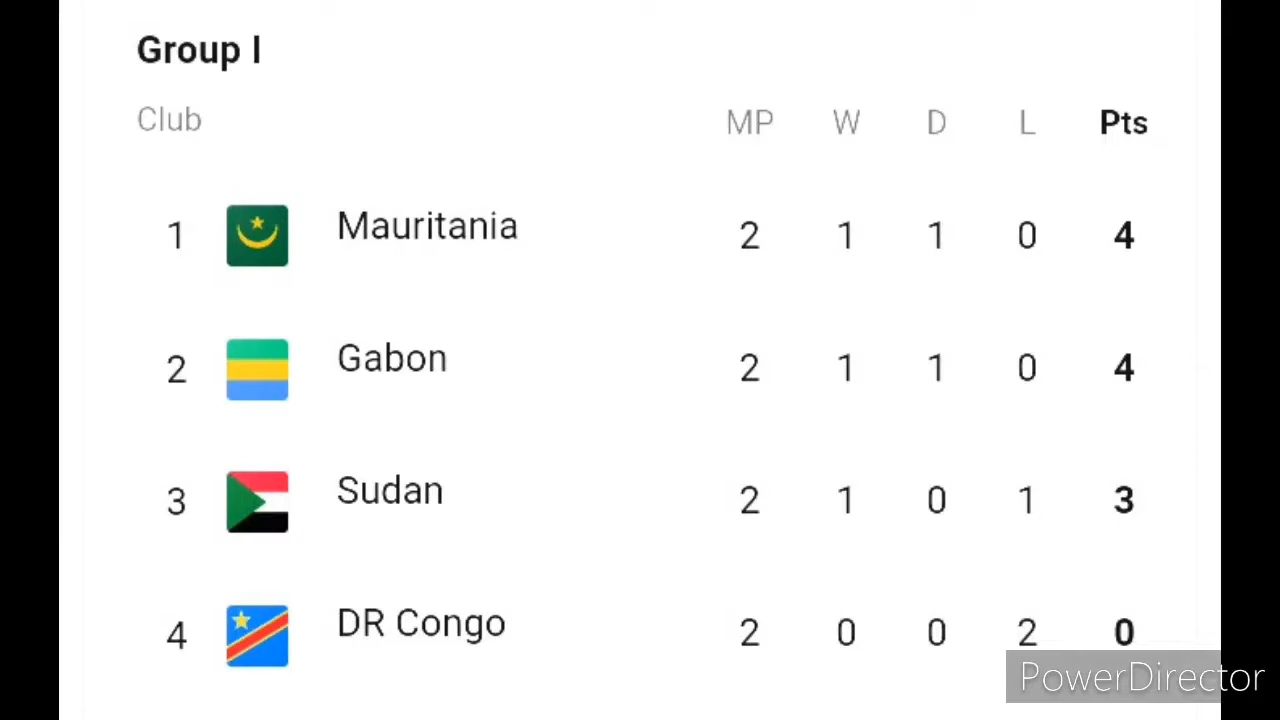 Group I
Club MP W D L Pts
1 Mauritania 2 1 1 0 4
2 Gabon 2 1 1 0 4
3 Sudan 2 1 0 1 3
4 DR Congo 2 0 0 2 0
PowerDirector